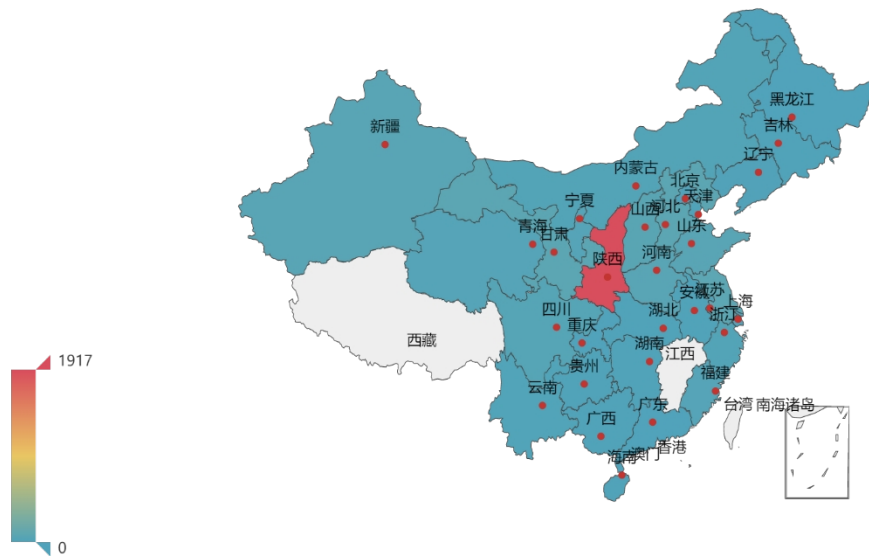 黑龙江
吉林
新疆
辽宁
内蒙古
北京
天津
宁夏
山西
河北
山东
青海
甘肃
河南
陕西
安徽
江苏
上海
四川
湖北
浙江
重庆
西藏
湖南
江西
贵州
福建
云南
广东
台湾
南海诸岛
广西
香港
澳门
海南
1917
0